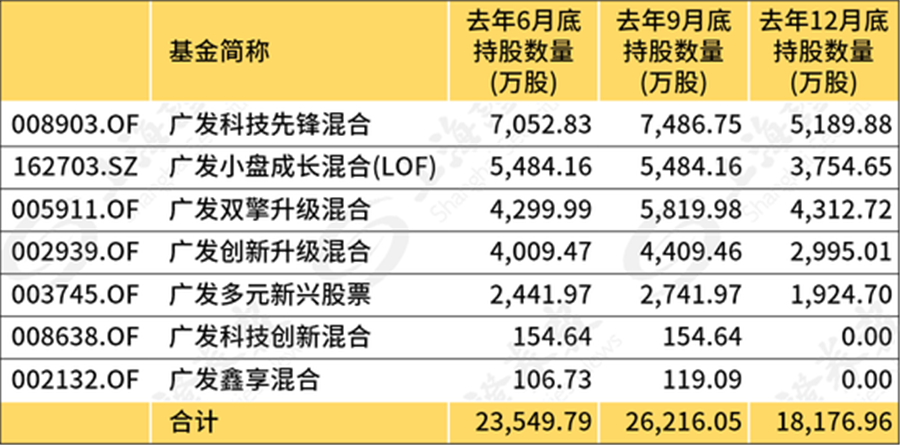 基金简称 去年6月底 去年9月底 去年12月底
持股数量 持股数量 持股数量
(万股) (万股) (万股)
008903.OF 广发科技先锋混合 7,052.83 7,486.75 5,189.88
162703.SZ 广发小盘成长混合(LOF) 5,484.16 5,484.16 3,754.65
005911.OF 广发双擎升级混合 4,299.99 5,819.98 4,312.72
002939.OF 广发创新升级混合 4,009.47 4,409.46 2,995.01
003745.OF 广发多元新兴股票 2,441.97 2,741.97 1,924.70
008638.OF 广发科技创新混合 154.64 154.64 0.00
002132.OF 广发鑫享混合 106.73 119.09 0.00
合计 23,549.79 26,216.05 18,176.96